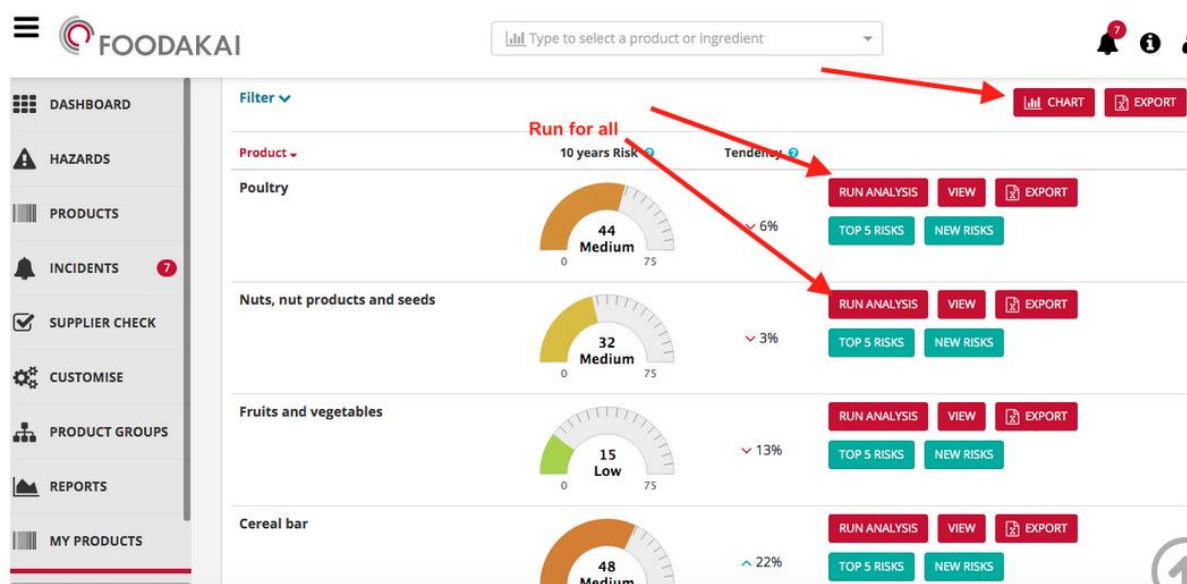 FOODAKAI
Type to select a product or ingredient
7
DASHBOARD
HAZARDS
PRODUCTS
INCIDENTS 7
SUPPLIER CHECK
CUSTOMISE
PRODUCT GROUPS
REPORTS
MY PRODUCTS
Filter
CHART EXPORT
Run for all
Product 10 years Risk ? Tendency ?
Poultry
44
Medium
0 75
6%
RUN ANALYSIS VIEW EXPORT
TOP 5 RISKS NEW RISKS
Nuts, nut products and seeds
32
Medium
0 75
3%
RUN ANALYSIS VIEW EXPORT
TOP 5 RISKS NEW RISKS
Fruits and vegetables
15
Low
0 75
13%
RUN ANALYSIS VIEW EXPORT
TOP 5 RISKS NEW RISKS
Cereal bar
48
Medium
22%
RUN ANALYSIS VIEW EXPORT
TOP 5 RISKS NEW RISKS